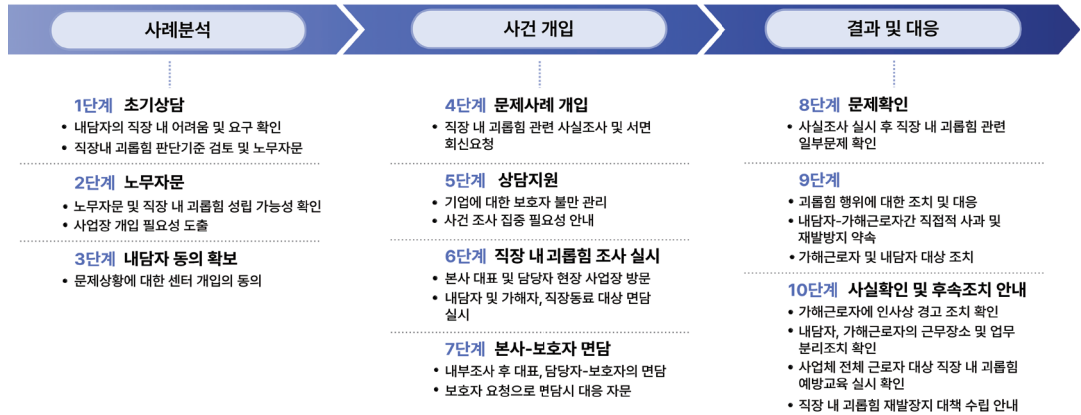 사례분석
1단계 초기상담
• 내담자의 직장 내 어려움 및 요구 확인
• 직장내 괴롭힘 판단기준 검토 및 노무자문
2단계 노무자문
• 노무자문 및 직장 내 괴롭힘 성립 가능성 확인
• 사업장 개입 필요성 도출
3단계 내담자 동의 확보
• 문제상황에 대한 센터 개입의 동의
사건 개입
4단계 문제사례 개입
• 직장 내 괴롭힘 관련 사실조사 및 서면
회신요청
5단계 상담지원
• 기업에 대한 보호자 불만 관리
• 사건 조사 집중 필요성 안내
6단계 직장 내 괴롭힘 조사 실시
• 본사 대표 및 담당자 현장 사업장 방문
• 내담자 및 가해자, 직장동료 대상 면담
실시
7단계 본사-보호자 면담
• 내부조사 후 대표, 담당자-보호자의 면담
• 보호자 요청으로 면담시 대응 자문
결과 및 대응
8단계 문제확인
• 사실조사 실시 후 직장 내 괴롭힘 관련
일부문제 확인
9단계
• 괴롭힘 행위에 대한 조치 및 대응
• 내담자-가해근로자간 직접적 사과 및
재발방지 약속
• 가해근로자 및 내담자 대상 조치
10단계 사실확인 및 후속조치 안내
• 가해근로자에 인사상 경고 조치 확인
• 내담자, 가해근로자의 근무장소 및 업무
분리조치 확인
• 사업체 전체 근로자 대상 직장 내 괴롭힘
예방교육 실시 확인
• 직장 내 괴롭힘 재발장지 대책 수립 안내